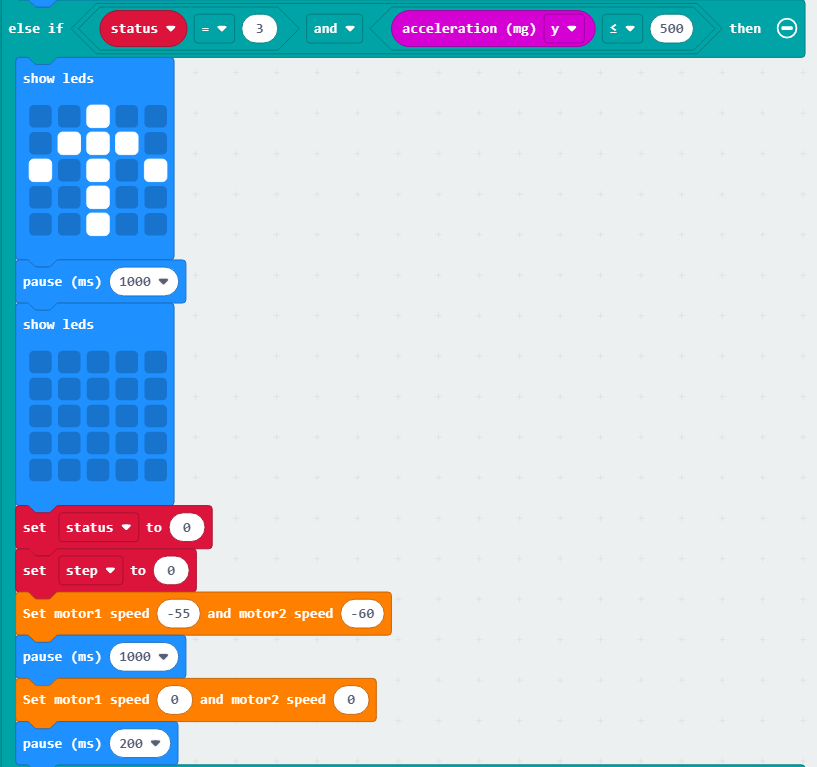 else if status = 3 and acceleration (mg) y ≤ 500 then
show leds
pause (ms) 1000
show leds
set status to 0
set step to 0
Set motor1 speed -55 and motor2 speed -60
pause (ms) 1000
Set motor1 speed 0 and motor2 speed 0
pause (ms) 200